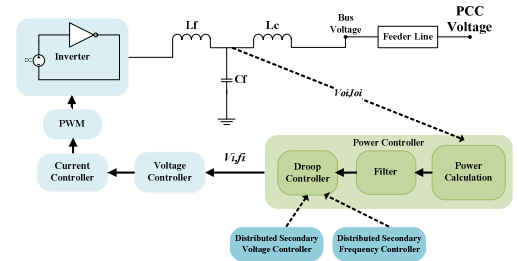 Lf
Lc
Bus
Voltage
PCC
Voltage
Feeder Line
DC
Inverter
Cf
Voi,Ioi
PWM
Power Controller
Vi,fi
Current
Controller
Voltage
Controller
Droop
Controller
Filter
Power
Calculation
Distributed Secondary
Voltage Controller
Distributed Secondary
Frequency Controller